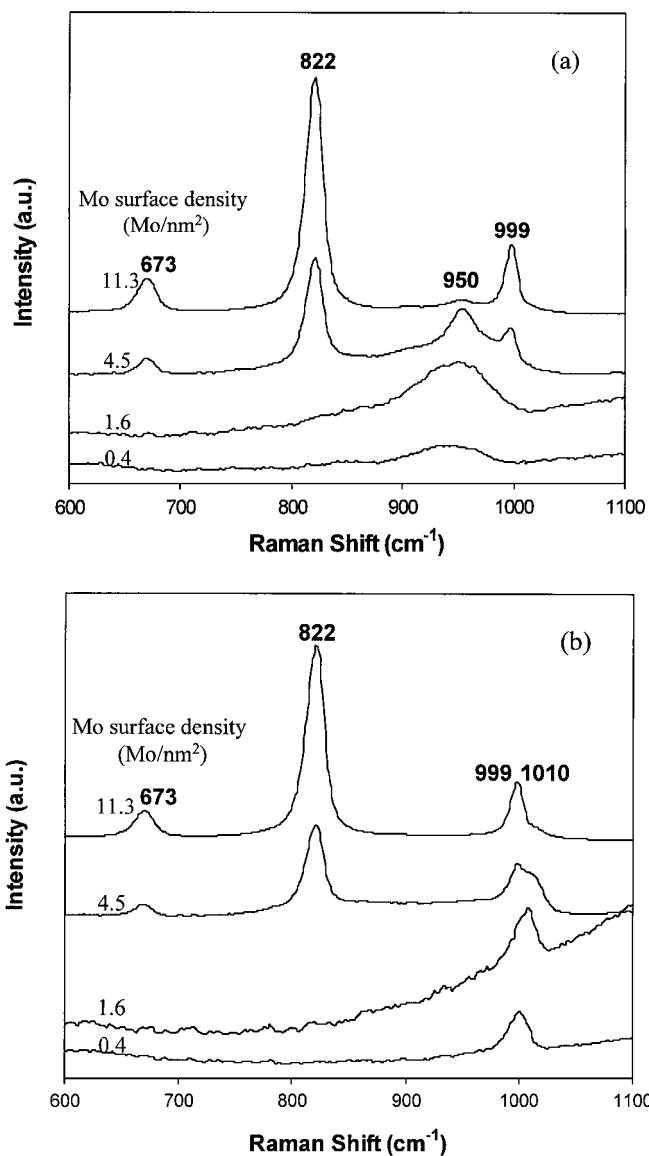 (a)
822
Mo surface density
(Mo/nm²)
673
999
950
11.3
4.5
1.6
0.4
Intensity (a.u.)
600 700 800 900 1000 1100
Raman Shift (cm⁻¹)
(b)
822
Mo surface density
(Mo/nm²)
673
999 1010
11.3
4.5
1.6
0.4
Intensity (a.u.)
600 700 800 900 1000 1100
Raman Shift (cm⁻¹)